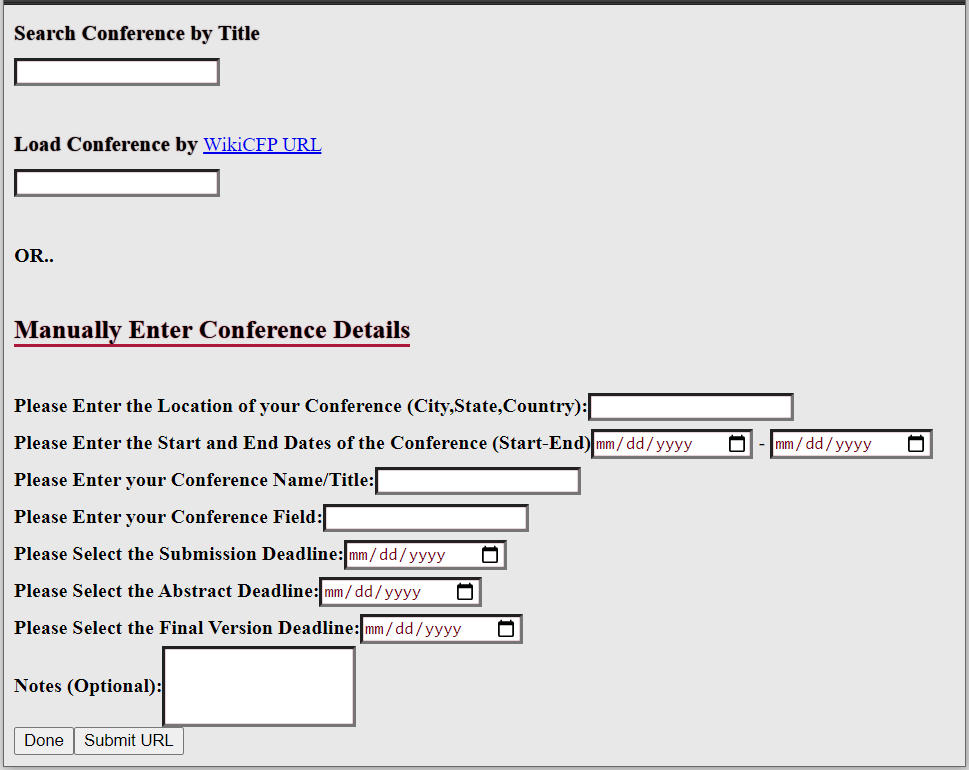 Search Conference by Title
Load Conference by WikiCFP URL
OR..
Manually Enter Conference Details
Please Enter the Location of your Conference (City,State,Country):
Please Enter the Start and End Dates of the Conference (Start-End) mm/dd/yyyy - mm/dd/yyyy
Please Enter your Conference Name/Title:
Please Enter your Conference Field:
Please Select the Submission Deadline: mm/dd/yyyy
Please Select the Abstract Deadline: mm/dd/yyyy
Please Select the Final Version Deadline: mm/dd/yyyy
Notes (Optional):
Done Submit URL